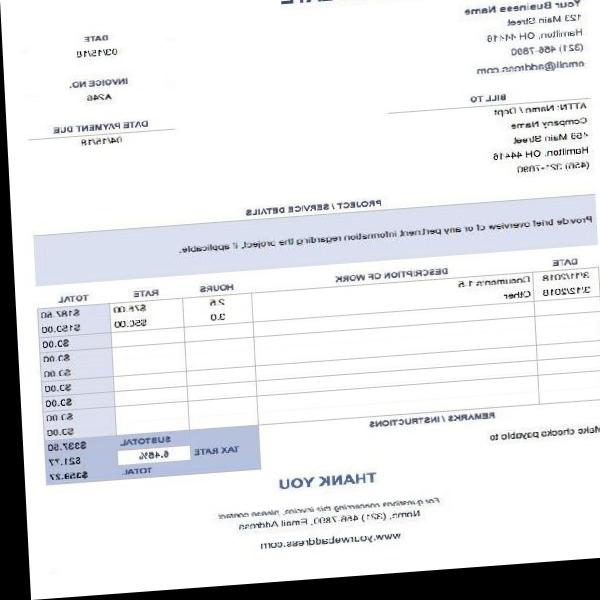 Your Business Name
123 Main Street
Hamilton, OH 44416
(321) 456-7890
email@address.com
DATE
03/15/18
INVOICE NO.
A246
DATE PAYMENT DUE
04/15/18
BILL TO
ATTN: Name / Dept
Company Name
456 Main Street
Hamilton, OH 44416
(456) 321-7890
PROJECT / SERVICE DETAILS
Provide brief overview of or any pertinent information regarding the project, if applicable.
DATE DESCRIPTION OF WORK HOURS RATE TOTAL
3/11/2018 Documents 1.5 2.5 $75.00 $187.50
3/12/2018 Other 3.0 $50.00 $150.00
$0.00
$0.00
$0.00
$0.00
$0.00
$0.00
$0.00
REMARKS / INSTRUCTIONS
Make checks payable to
SUBTOTAL $337.50
TAX RATE 6.45% $21.77
TOTAL $359.27
THANK YOU
For questions concerning this invoice, please contact
Name, (321) 456-7890, Email Address
www.yourwebaddress.com